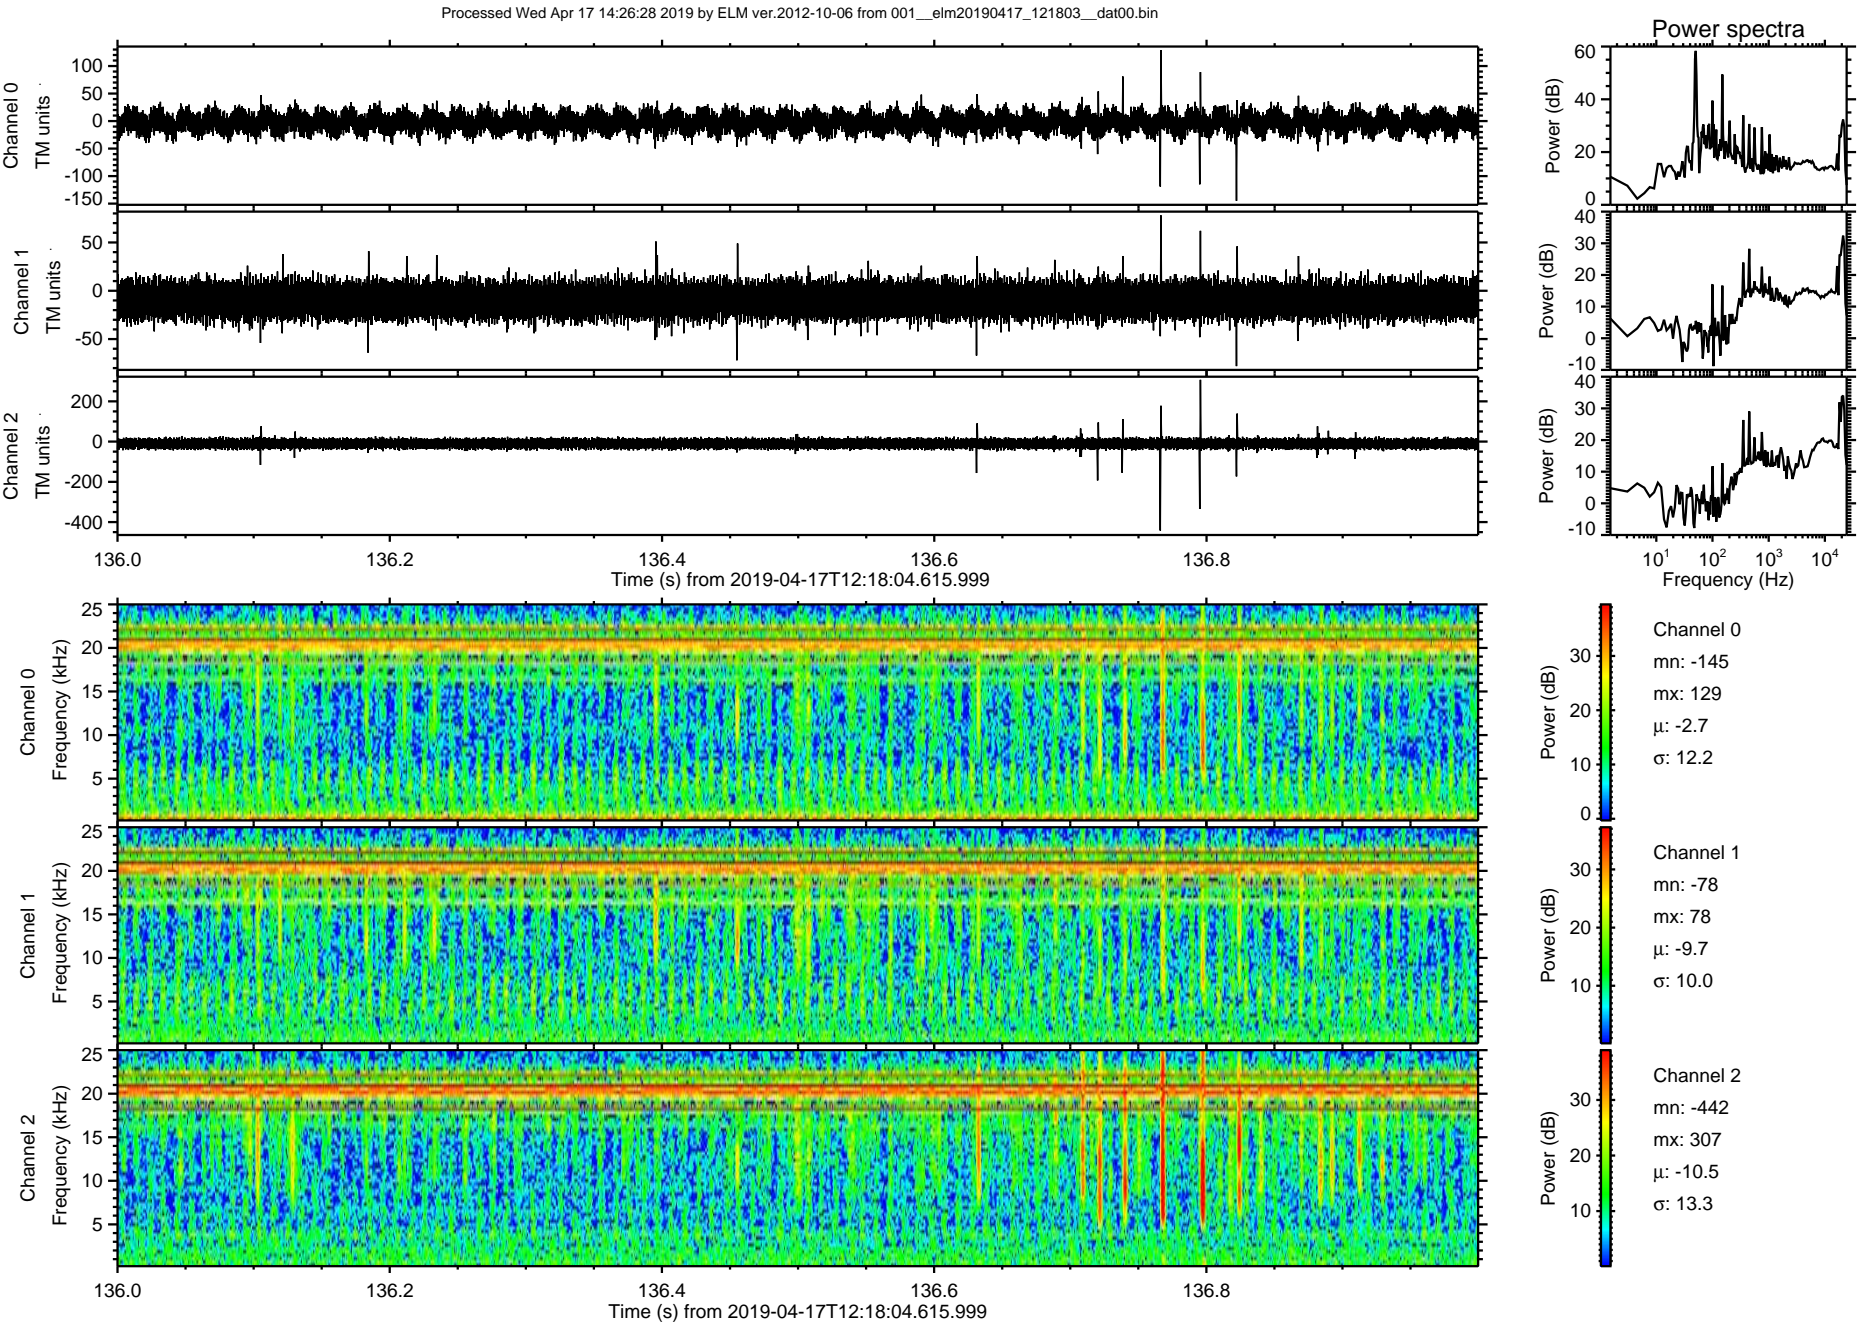 Processed Wed Apr 17 14:26:28 2019 by ELM ver.2012-10-06 from 001__elm20190417_121803__dat00.bin
Power spectra
Channel 0
TM units
100
50
0
-50
-100
-150
Power (dB)
60
40
20
0
Channel 1
TM units
50
0
-50
Power (dB)
40
30
20
10
0
-10
Channel 2
TM units
200
0
-200
-400
Power (dB)
40
30
20
10
0
-10
136.0 136.2 136.4 136.6 136.8
Time (s) from 2019-04-17T12:18:04.615.999
10^1 10^2 10^3 10^4
Frequency (Hz)
Channel 0
Frequency (kHz)
25
20
15
10
5
Power (dB)
30
20
10
0
Channel 0
mn: -145
mx: 129
μ: -2.7
σ: 12.2
Channel 1
Frequency (kHz)
25
20
15
10
5
Power (dB)
30
20
10
Channel 1
mn: -78
mx: 78
μ: -9.7
σ: 10.0
Channel 2
Frequency (kHz)
25
20
15
10
5
Power (dB)
30
20
10
Channel 2
mn: -442
mx: 307
μ: -10.5
σ: 13.3
136.0 136.2 136.4 136.6 136.8
Time (s) from 2019-04-17T12:18:04.615.999